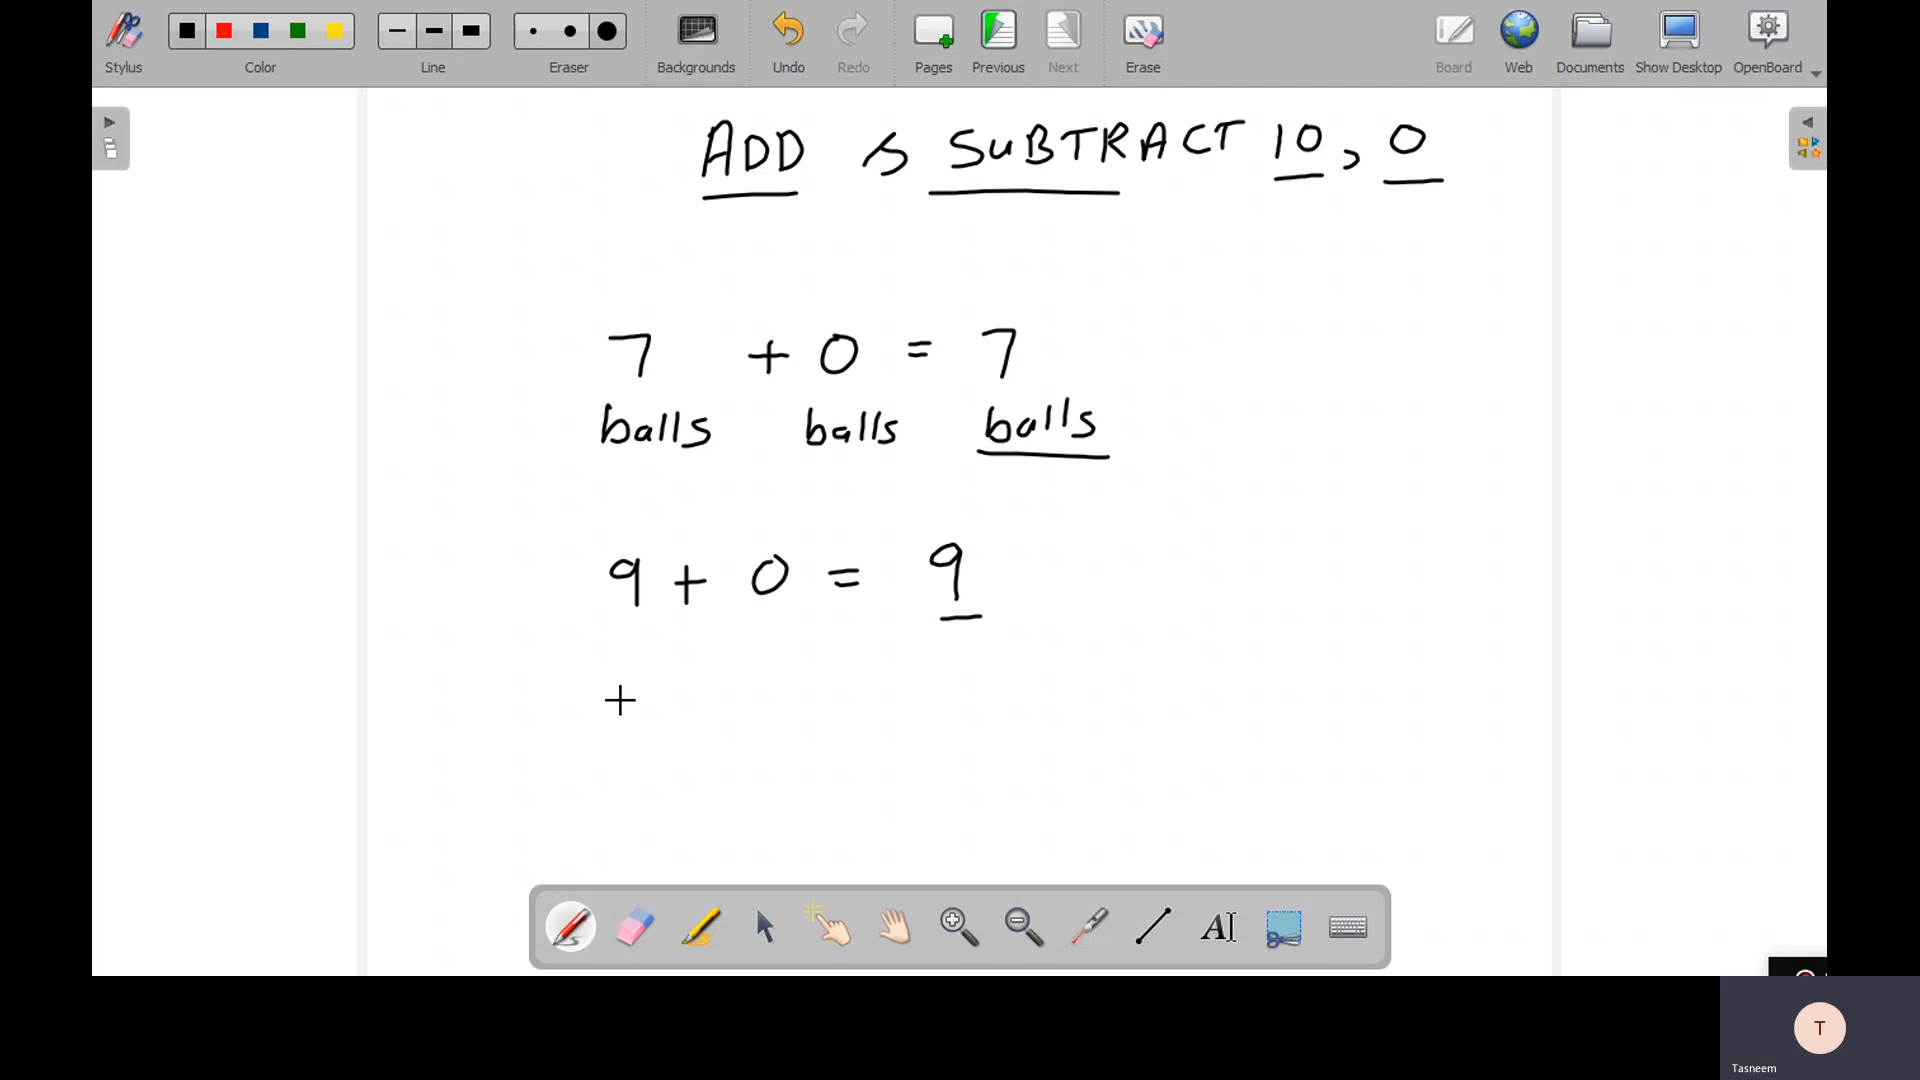 Stylus Color Line Eraser Backgrounds Undo Redo Pages Previous Next Erase Board Web Documents Show Desktop OpenBoard
ADD & SUBTRACT 10, 0
7 + 0 = 7
balls balls balls
9 + 0 = 9
T
Tasneem